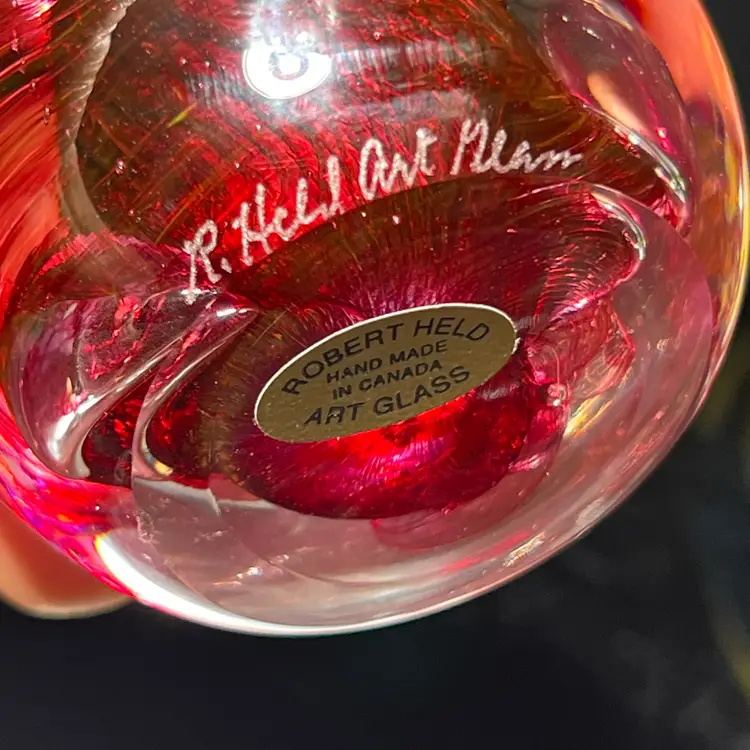 R. Held Art Glass
ROBERT HELD
HAND MADE
IN CANADA
ART GLASS